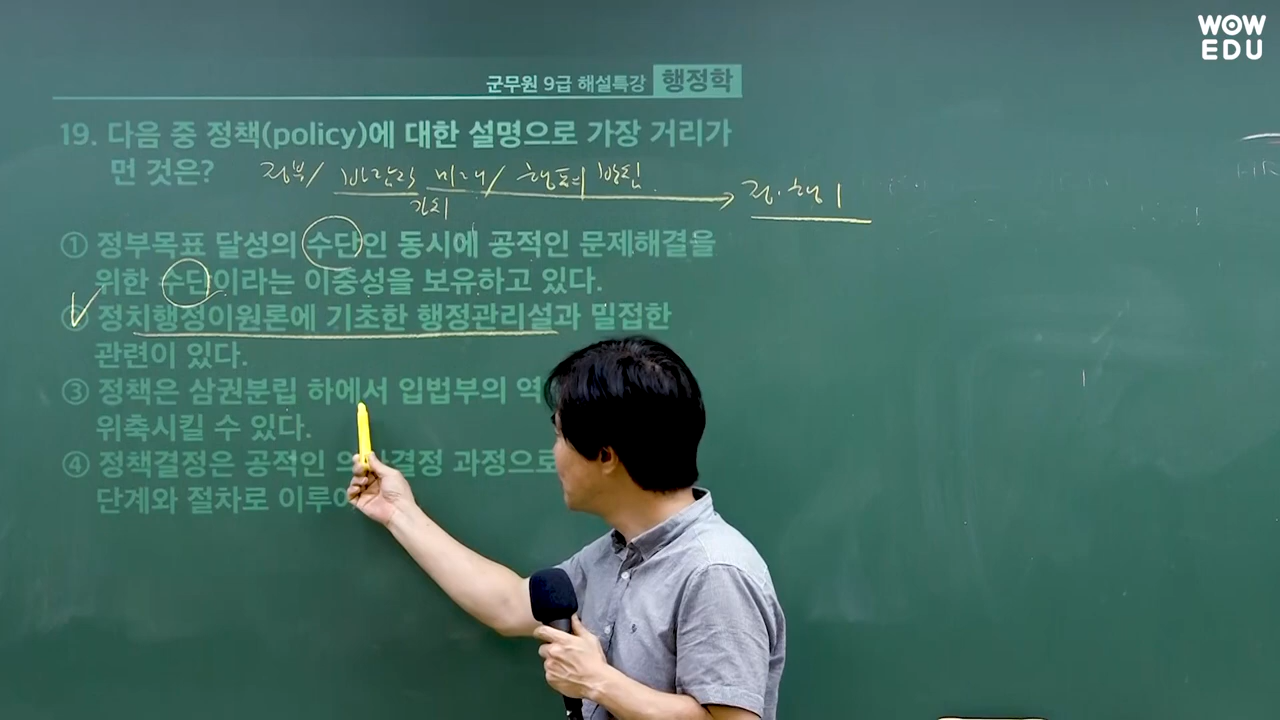 WOW
EDU
군무원 9급 해설특강 행정학
19. 다음 중 정책(policy)에 대한 설명으로 가장 거리가
먼 것은?
정부/ 바람직 미래/ 행동의 방침
가치
정·행 1
① 정부목표 달성의 수단인 동시에 공적인 문제해결을
위한 수단이라는 이중성을 보유하고 있다.
② 정치행정이원론에 기초한 행정관리설과 밀접한
관련이 있다.
③ 정책은 삼권분립 하에서 입법부의 역
위축시킬 수 있다.
④ 정책결정은 공적인 의사결정 과정으로
단계와 절차로 이루어